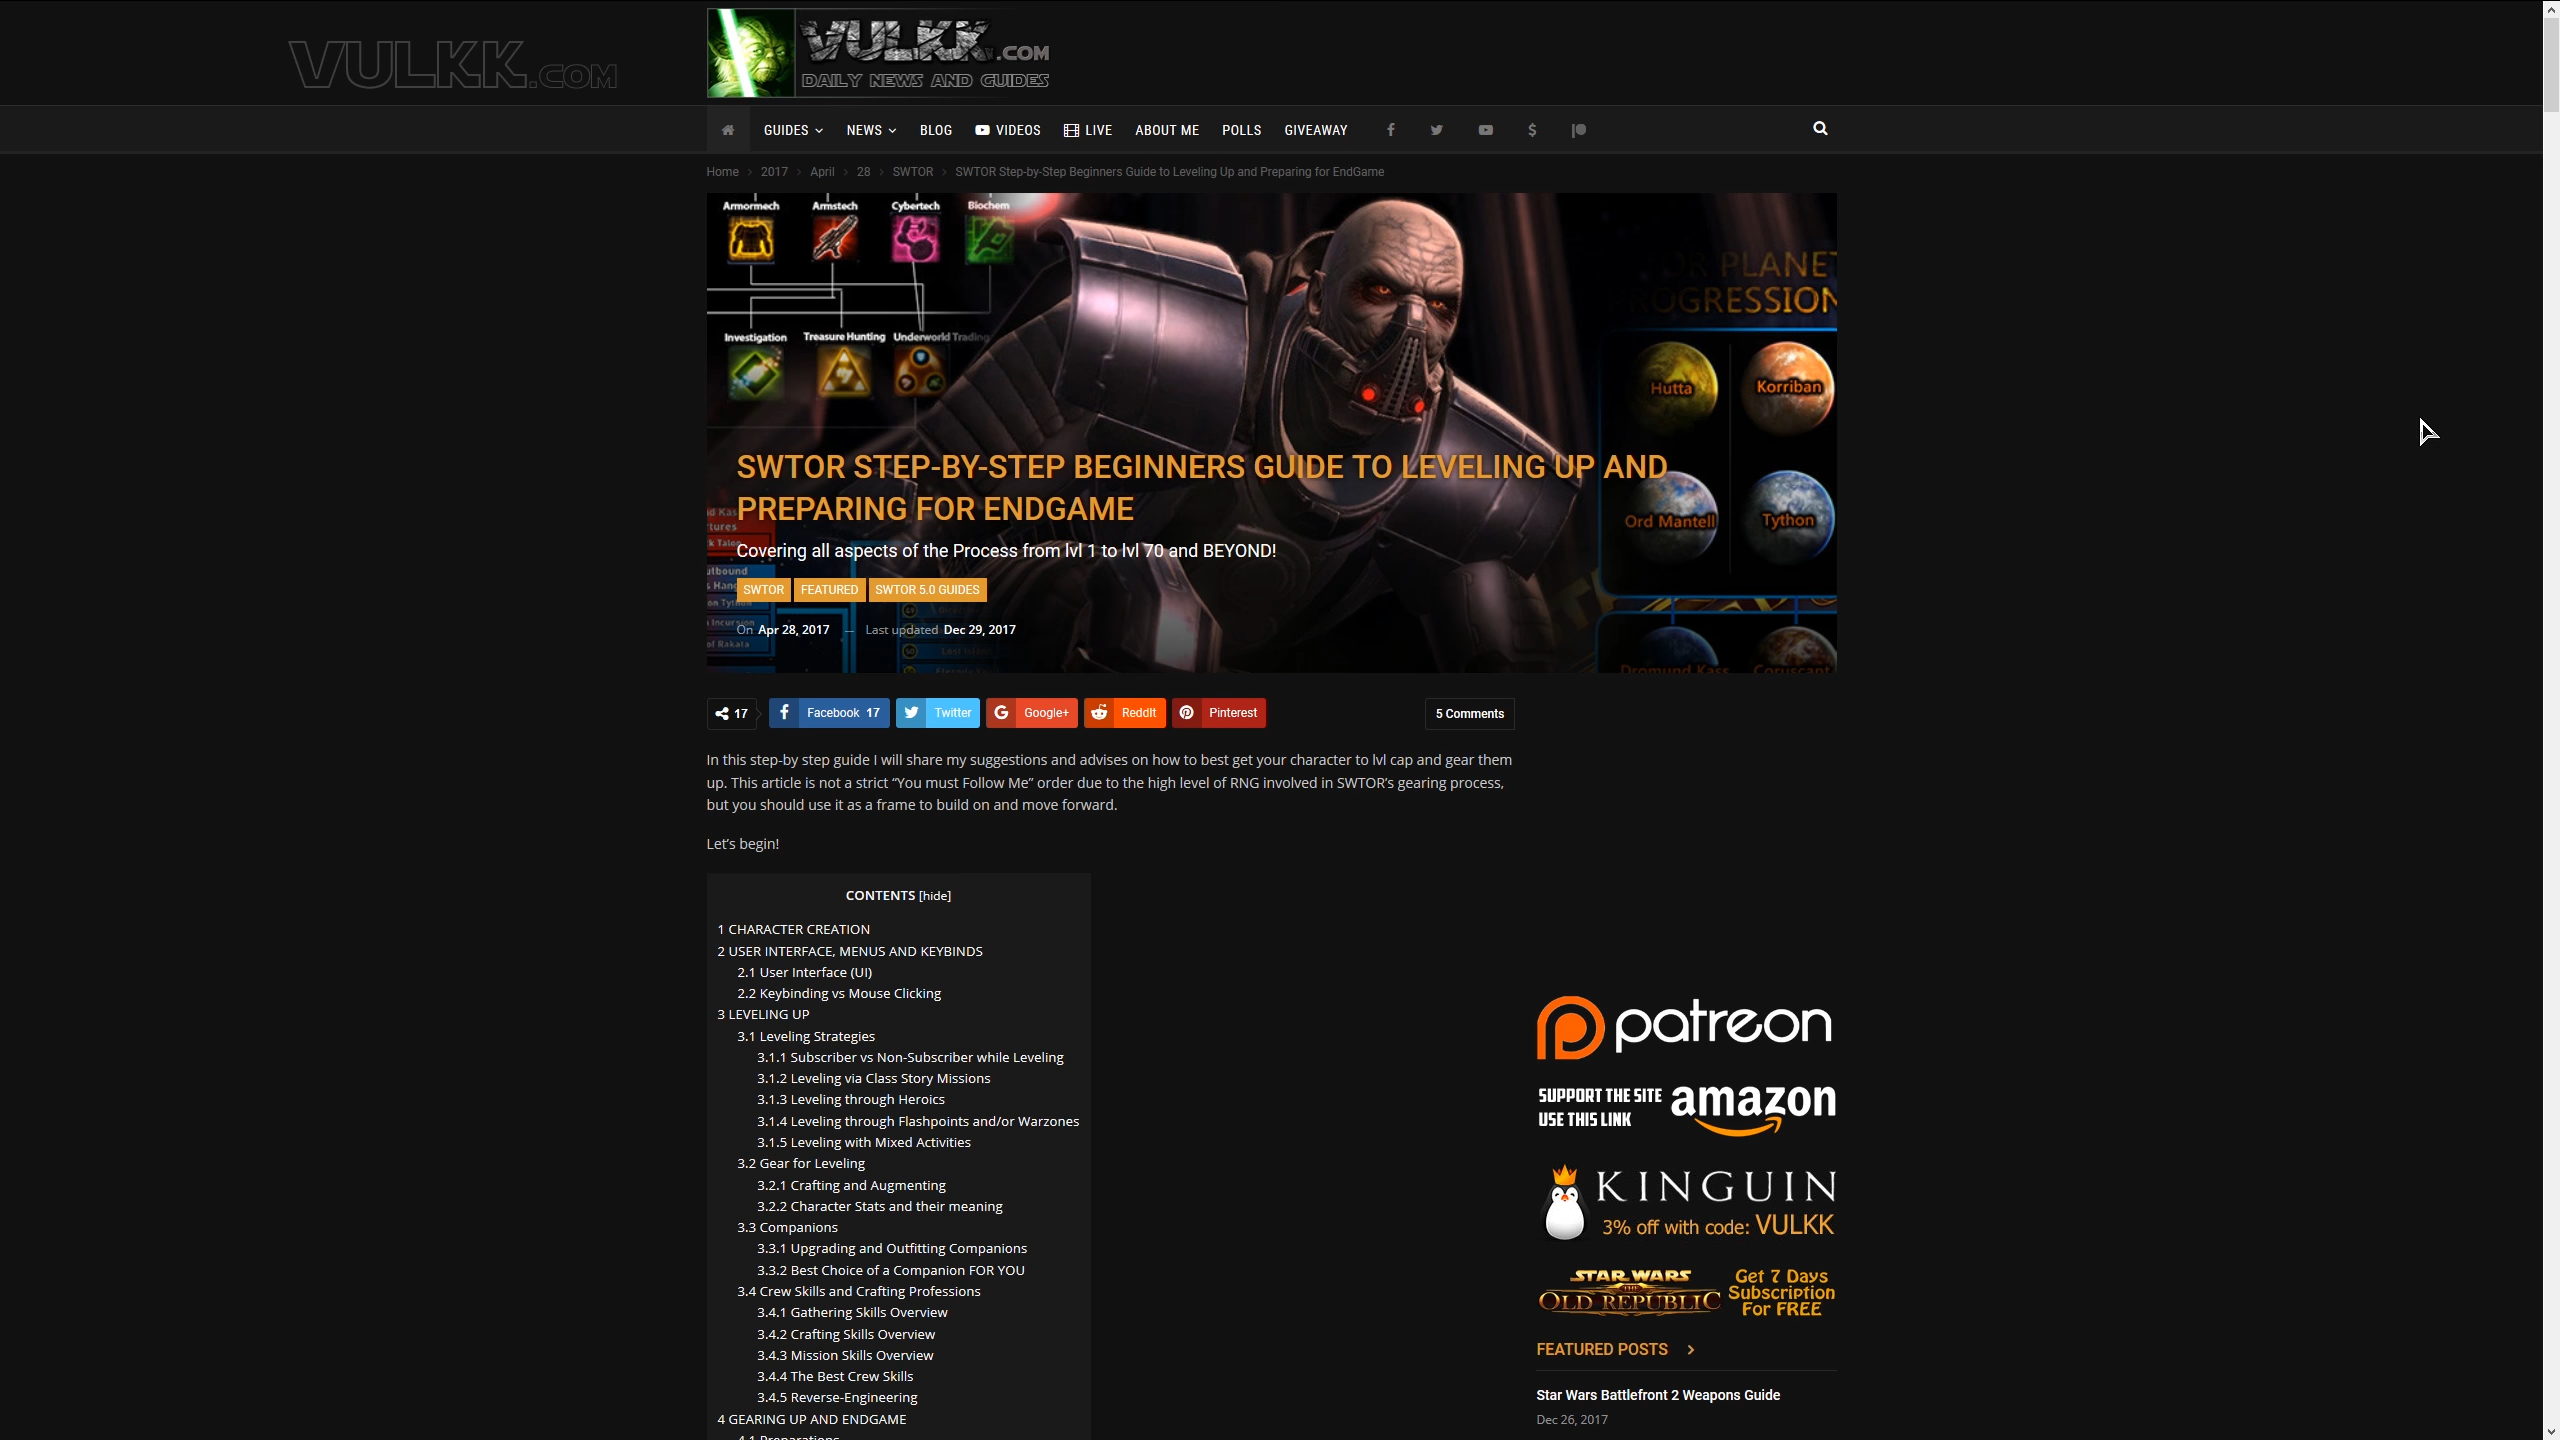 VULKK.COM
VULKK.COM
DAILY NEWS AND GUIDES
GUIDES NEWS BLOG VIDEOS LIVE ABOUT ME POLLS GIVEAWAY
Home > 2017 > April > 28 > SWTOR > SWTOR Step-by-Step Beginners Guide to Leveling Up and Preparing for EndGame
Armormech Armstech Cybertech Biochem
OR PLANET
OGRESSION
Investigation Treasure Hunting Underworld Trading
Hutta Korriban
SWTOR STEP-BY-STEP BEGINNERS GUIDE TO LEVELING UP AND
PREPARING FOR ENDGAME
Ord Mantell Tython
Covering all aspects of the Process from lvl 1 to lvl 70 and BEYOND!
SWTOR FEATURED SWTOR 5.0 GUIDES
On Apr 28, 2017 — Last updated Dec 29, 2017
Dromund Kass Coruscant
17 Facebook 17 Twitter Google+ ReddIt Pinterest 5 Comments
In this step-by step guide I will share my suggestions and advises on how to best get your character to lvl cap and gear them
up. This article is not a strict “You must Follow Me” order due to the high level of RNG involved in SWTOR’s gearing process,
but you should use it as a frame to build on and move forward.
Let’s begin!
CONTENTS [hide]
1 CHARACTER CREATION
2 USER INTERFACE, MENUS AND KEYBINDS
2.1 User Interface (UI)
2.2 Keybinding vs Mouse Clicking
3 LEVELING UP
3.1 Leveling Strategies
3.1.1 Subscriber vs Non-Subscriber while Leveling
3.1.2 Leveling via Class Story Missions
3.1.3 Leveling through Heroics
3.1.4 Leveling through Flashpoints and/or Warzones
3.1.5 Leveling with Mixed Activities
3.2 Gear for Leveling
3.2.1 Crafting and Augmenting
3.2.2 Character Stats and their meaning
3.3 Companions
3.3.1 Upgrading and Outfitting Companions
3.3.2 Best Choice of a Companion FOR YOU
3.4 Crew Skills and Crafting Professions
3.4.1 Gathering Skills Overview
3.4.2 Crafting Skills Overview
3.4.3 Mission Skills Overview
3.4.4 The Best Crew Skills
3.4.5 Reverse-Engineering
4 GEARING UP AND ENDGAME
4.1 Preparations
patreon
SUPPORT THE SITE
USE THIS LINK
amazon
KINGUIN
3% off with code: VULKK
STAR WARS
THE
OLD REPUBLIC
Get 7 Days
Subscription
For FREE
FEATURED POSTS >
Star Wars Battlefront 2 Weapons Guide
Dec 26, 2017